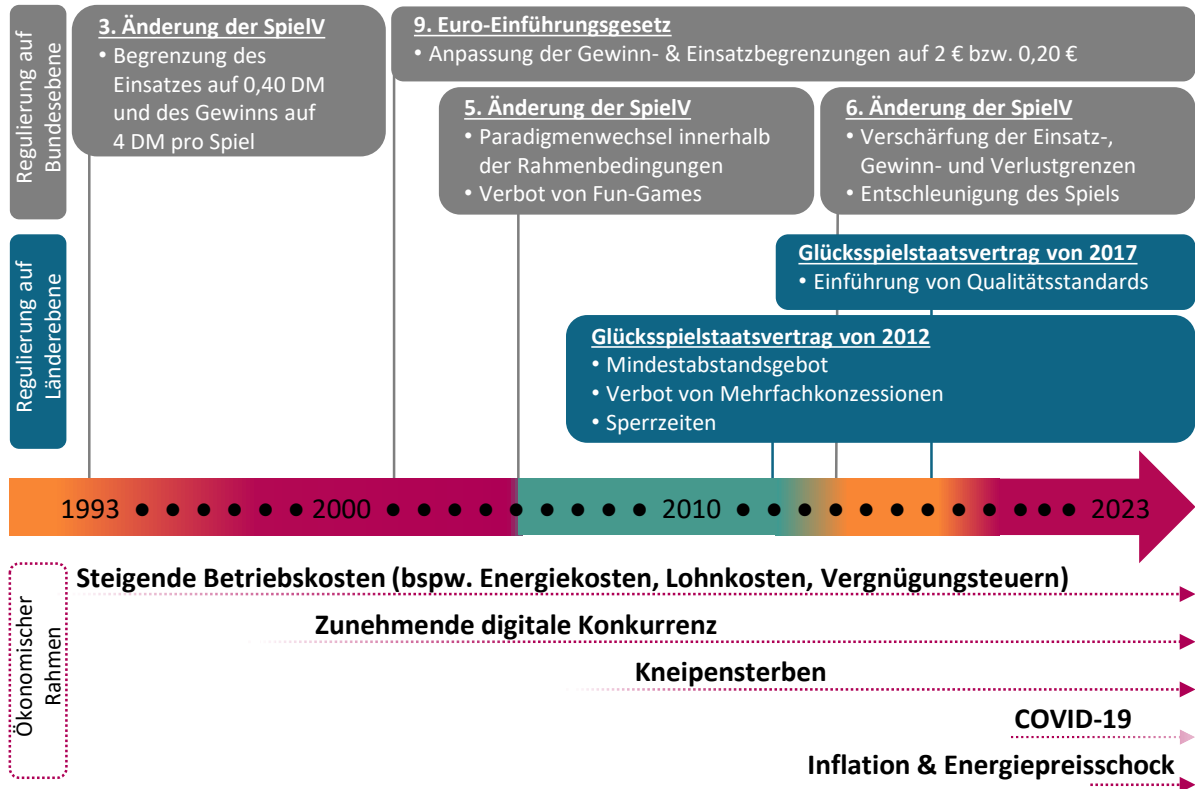 Regulierung auf
Bundesebene
3. Änderung der SpielV
• Begrenzung des
Einsatzes auf 0,40 DM
und des Gewinns auf
4 DM pro Spiel
9. Euro-Einführungsgesetz
• Anpassung der Gewinn- & Einsatzbegrenzungen auf 2 € bzw. 0,20 €
5. Änderung der SpielV
• Paradigmenwechsel innerhalb
der Rahmenbedingungen
• Verbot von Fun-Games
6. Änderung der SpielV
• Verschärfung der Einsatz-,
Gewinn- und Verlustgrenzen
• Entschleunigung des Spiels
Regulierung auf
Länderebene
Glücksspielstaatsvertrag von 2017
• Einführung von Qualitätsstandards
Glücksspielstaatsvertrag von 2012
• Mindestabstandsgebot
• Verbot von Mehrfachkonzessionen
• Sperrzeiten
1993 2000 2010 2023
Ökonomischer
Rahmen
Steigende Betriebskosten (bspw. Energiekosten, Lohnkosten, Vergnügungsteuern)
Zunehmende digitale Konkurrenz
Kneipensterben
COVID-19
Inflation & Energiepreisschock